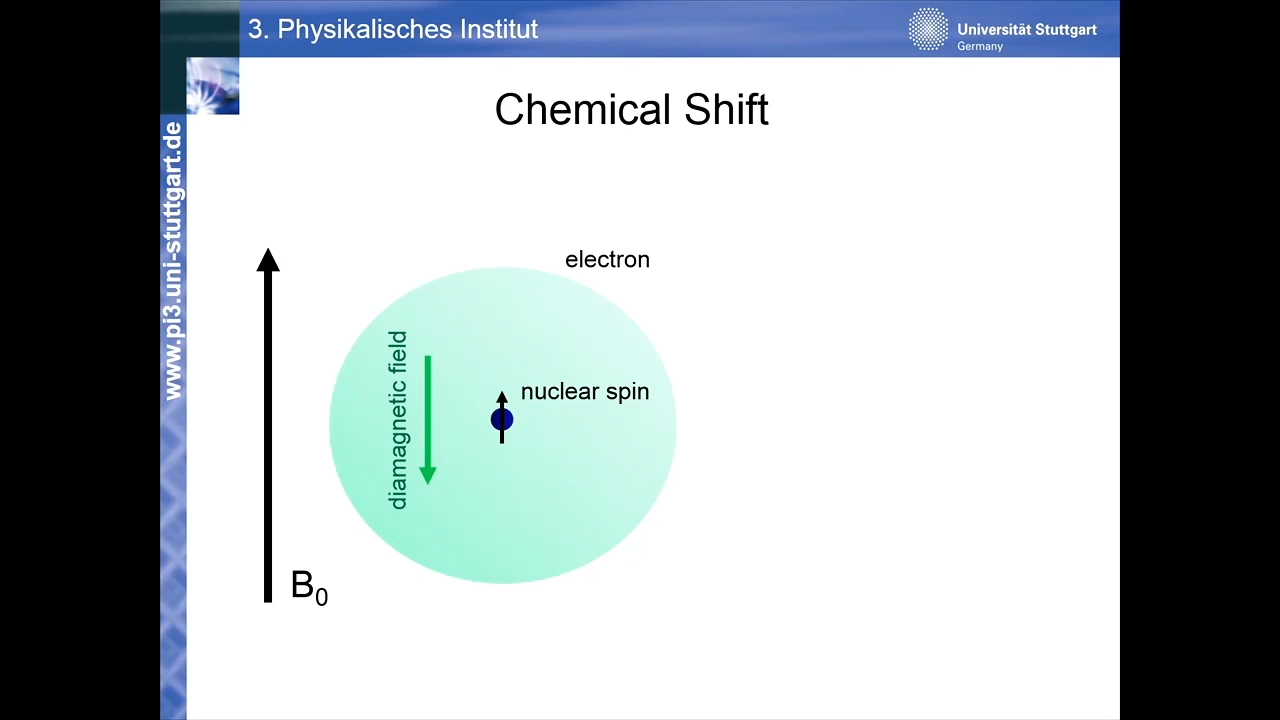 3. Physikalisches Institut
Universität Stuttgart
Germany
www.pi3.uni-stuttgart.de
Chemical Shift
electron
diamagnetic field
nuclear spin
B₀